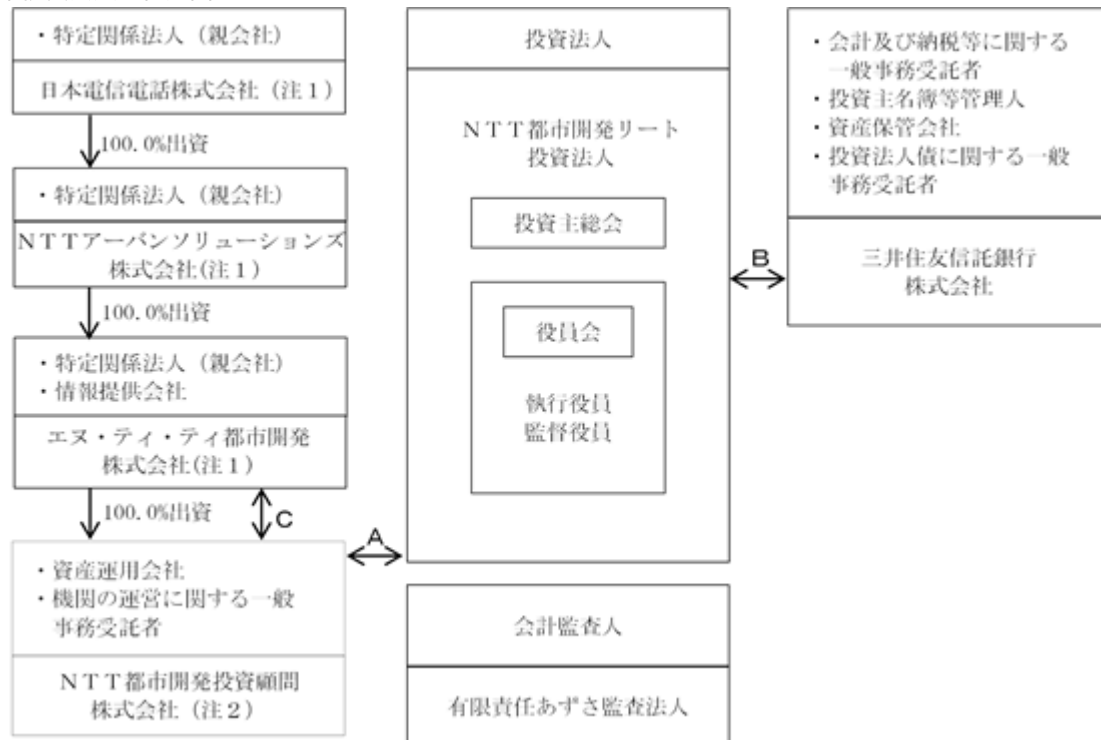 ・特定関係法人（親会社）
日本電信電話株式会社（注１）
100.0%出資
・特定関係法人（親会社）
ＮＴＴアーバンソリューションズ
株式会社(注１)
100.0%出資
・特定関係法人（親会社）
・情報提供会社
エヌ・ティ・ティ都市開発
株式会社(注１)
100.0%出資
C
・資産運用会社
・機関の運営に関する一般
事務受託者
ＮＴＴ都市開発投資顧問
株式会社（注２）
A
投資法人
ＮＴＴ都市開発リート
投資法人
投資主総会
役員会
執行役員
監督役員
会計監査人
有限責任あずさ監査法人
B
・会計及び納税等に関する
一般事務受託者
・投資主名簿等管理人
・資産保管会社
・投資法人債に関する一般
事務受託者
三井住友信託銀行
株式会社